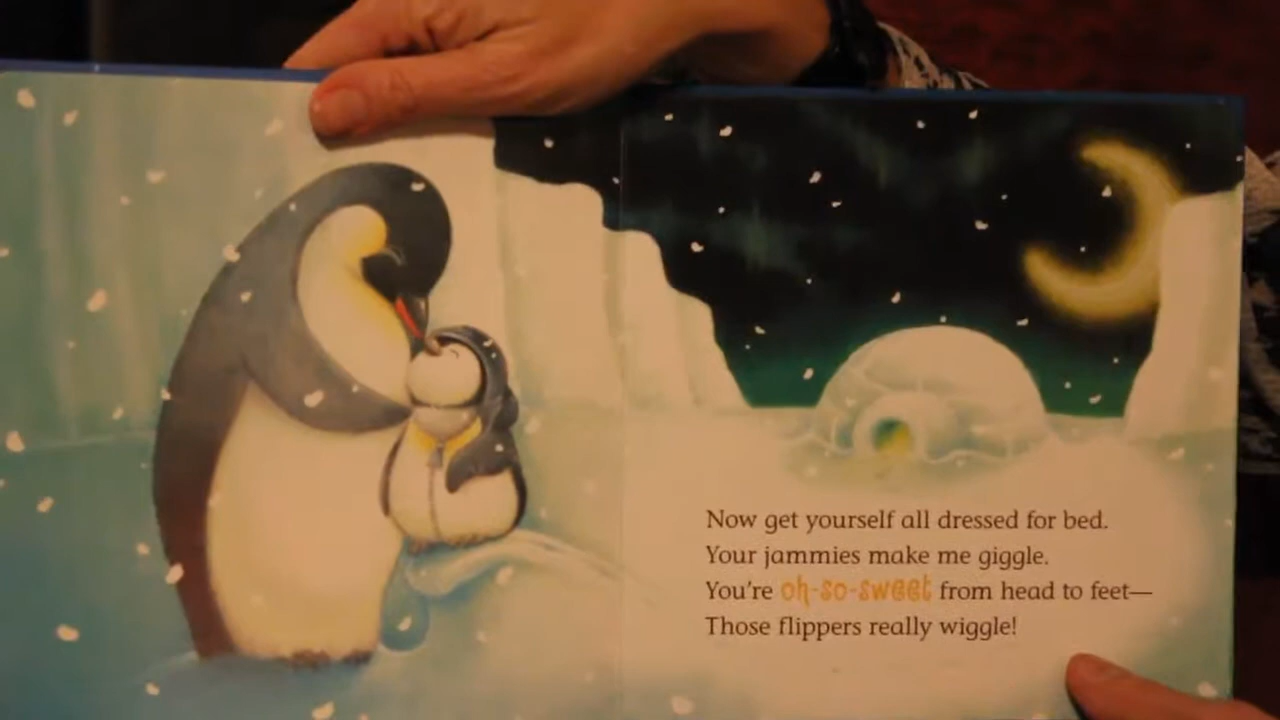 Now get yourself all dressed for bed.
Your jammies make me giggle.
You're oh-so-sweet from head to feet—
Those flippers really wiggle!